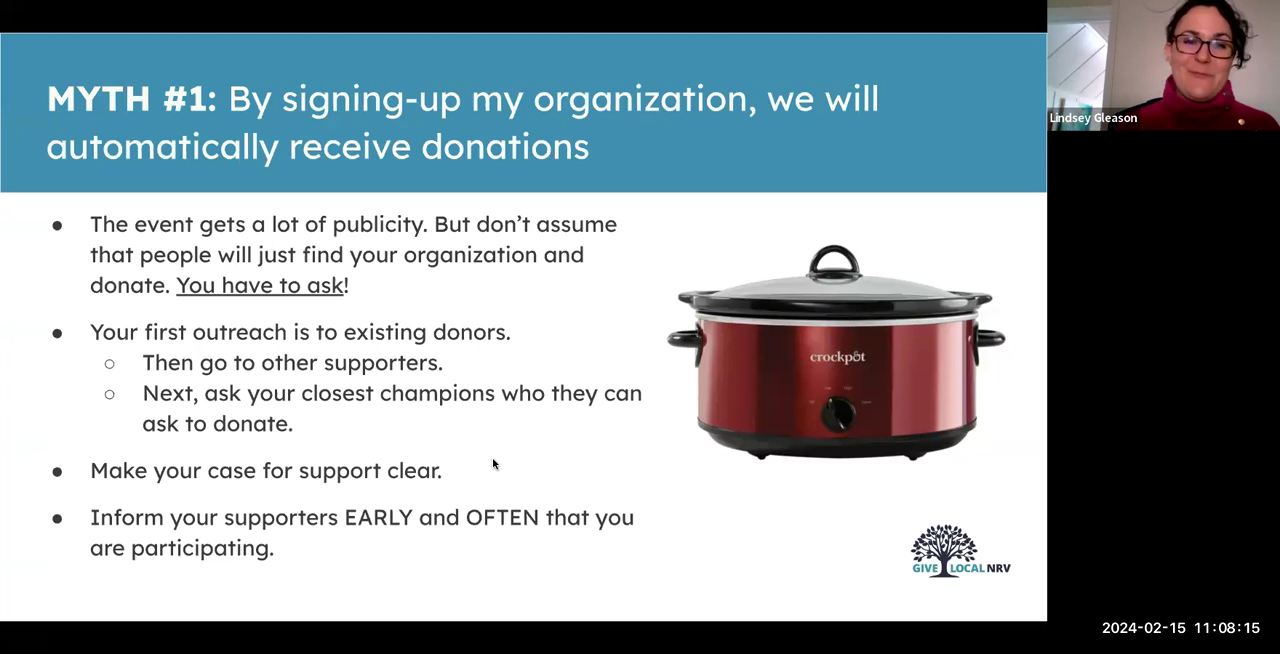 MYTH #1: By signing-up my organization, we will
automatically receive donations
● The event gets a lot of publicity. But don’t assume
that people will just find your organization and
donate. You have to ask!
● Your first outreach is to existing donors.
○ Then go to other supporters.
○ Next, ask your closest champions who they can
ask to donate.
● Make your case for support clear.
● Inform your supporters EARLY and OFTEN that you
are participating.
crockpot
GIVE LOCAL NRV
Lindsey Gleason
2024-02-15 11:08:15